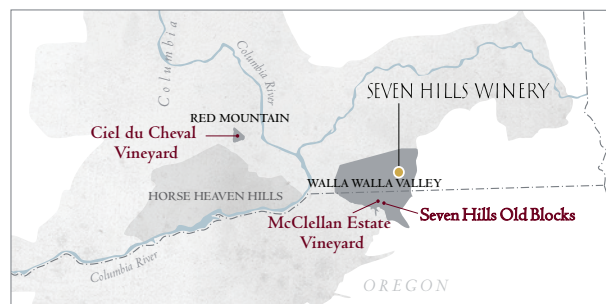 Columbia
Columbia River
SEVEN HILLS WINERY
RED MOUNTAIN
Ciel du Cheval
Vineyard
WALLA WALLA VALLEY
HORSE HEAVEN HILLS
McClellan Estate
Vineyard
Seven Hills Old Blocks
Columbia River
OREGON